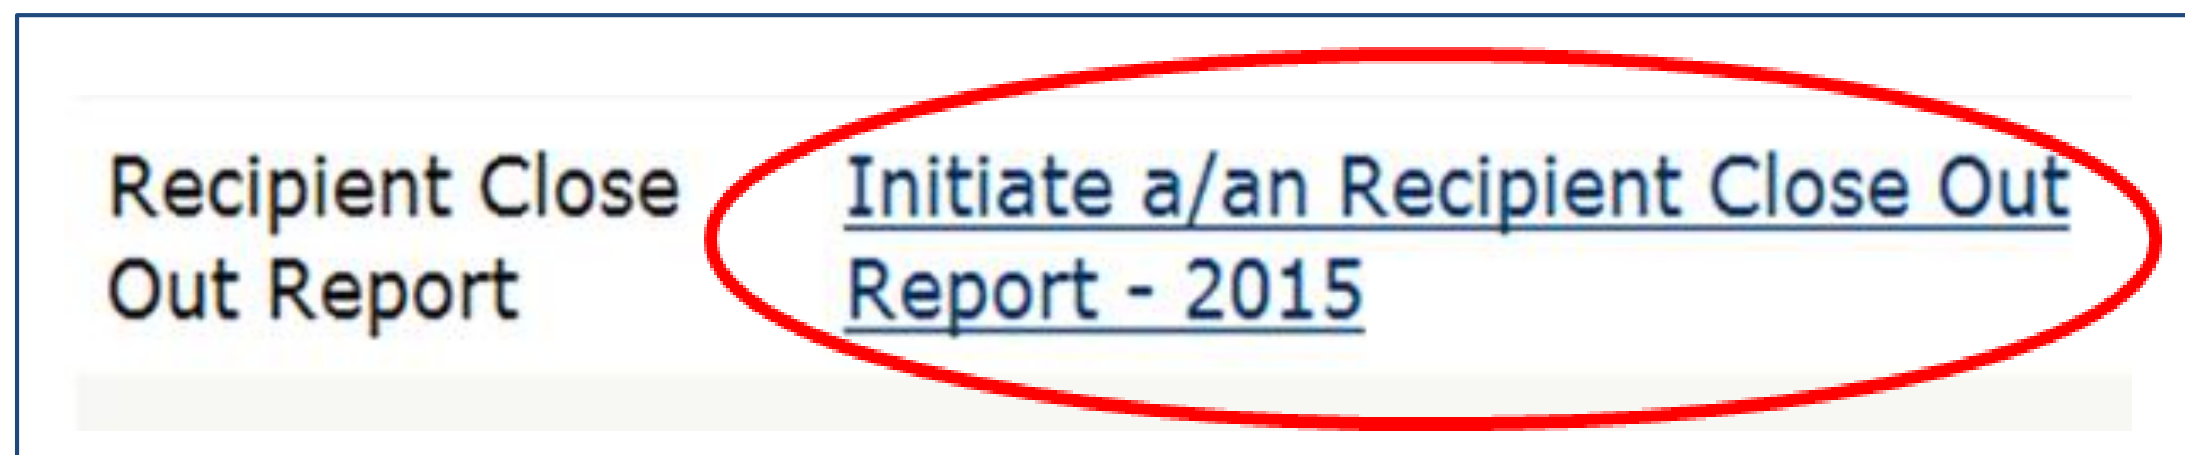 Recipient Close
Out Report
Initiate a/an Recipient Close Out
Report - 2015